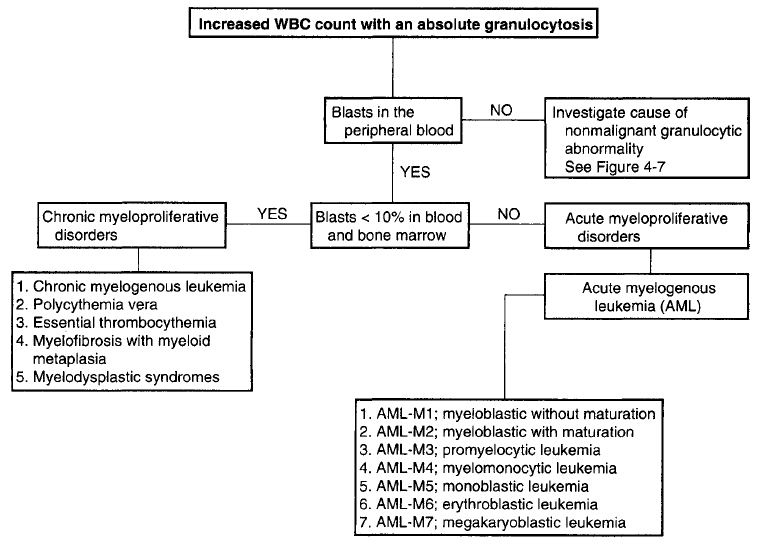 Increased WBC count with an absolute granulocytosis
Blasts in the
peripheral blood
NO
Investigate cause of
nonmalignant granulocytic
abnormality
See Figure 4-7
YES
Chronic myeloproliferative
disorders
YES
Blasts < 10% in blood
and bone marrow
NO
Acute myeloproliferative
disorders
1. Chronic myelogenous leukemia
2. Polycythemia vera
3. Essential thrombocythemia
4. Myelofibrosis with myeloid
metaplasia
5. Myelodysplastic syndromes
Acute myelogenous
leukemia (AML)
1. AML-M1; myeloblastic without maturation
2. AML-M2; myeloblastic with maturation
3. AML-M3; promyelocytic leukemia
4. AML-M4; myelomonocytic leukemia
5. AML-M5; monoblastic leukemia
6. AML-M6; erythroblastic leukemia
7. AML-M7; megakaryoblastic leukemia